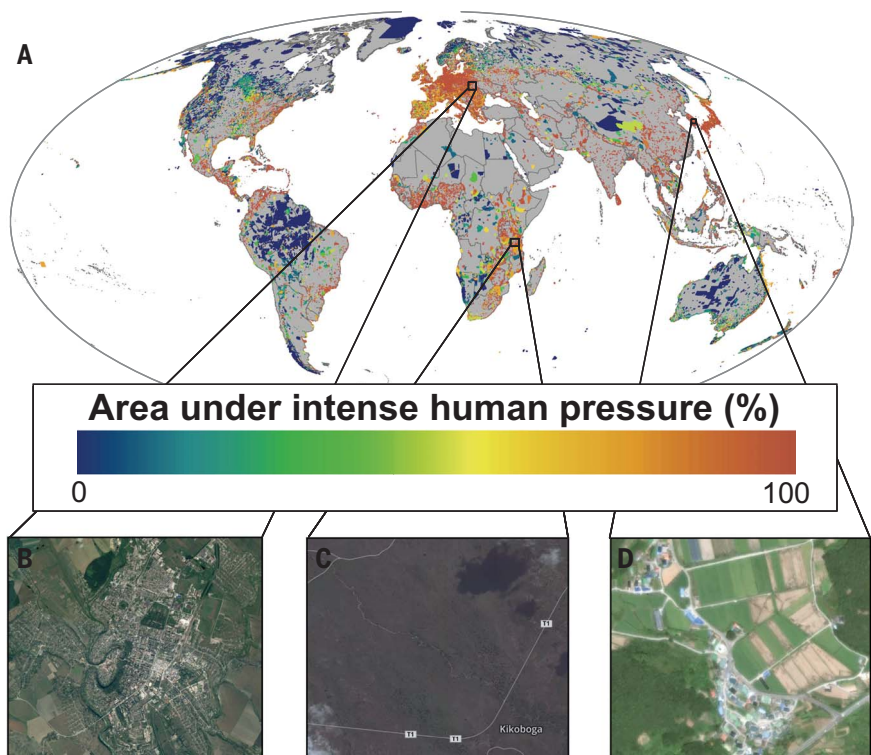 A
Area under intense human pressure (%)
0
100
B
C
D
T1
T1
T1
Kikoboga